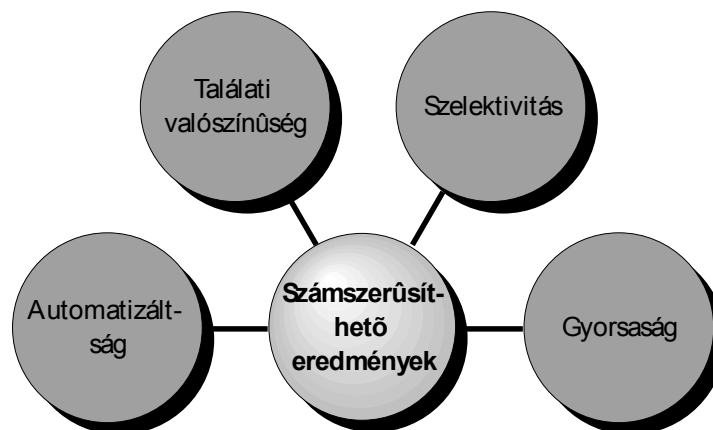 Találati
valószínûség
Szelektivitás
Automatizált-
ság
Számszerûsít-
hetõ
eredmények
Gyorsaság